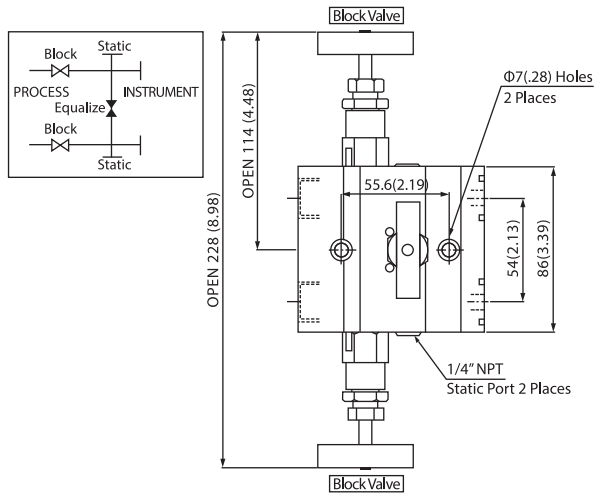 Block Valve
Static
Block
PROCESS
INSTRUMENT
Equalize
Block
Static
Φ7(.28) Holes
2 Places
OPEN 114 (4.48)
55.6(2.19)
OPEN 228 (8.98)
54(2.13)
86(3.39)
1/4” NPT
Static Port 2 Places
Block Valve